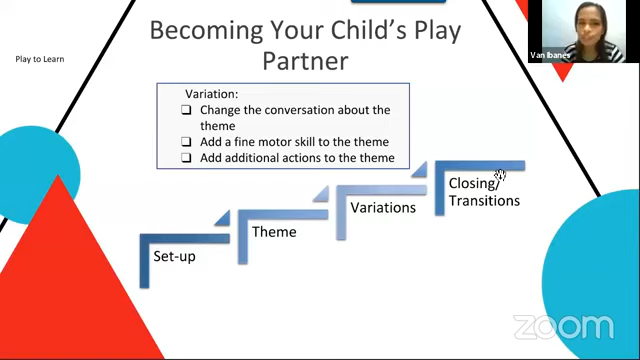 Becoming Your Child's Play
Partner
Play to Learn
Van Ibanes
Variation:
Change the conversation about the
theme
Add a fine motor skill to the theme
Add additional actions to the theme
Closing/
Transitions
Variations
Theme
Set-up
zoom